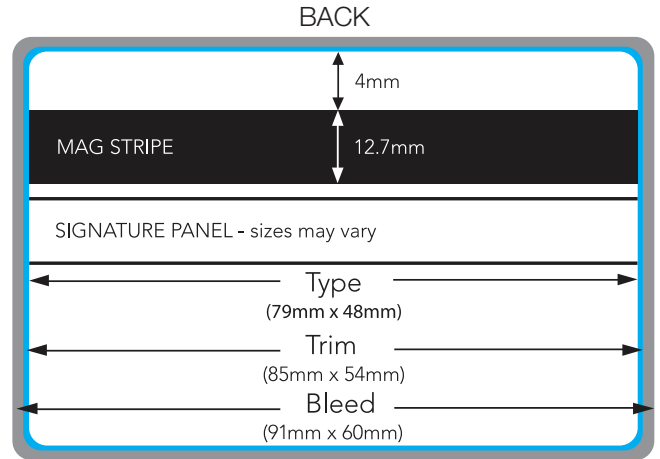 BACK
4mm
MAG STRIPE
12.7mm
SIGNATURE PANEL - sizes may vary
Type
(79mm x 48mm)
Trim
(85mm x 54mm)
Bleed
(91mm x 60mm)